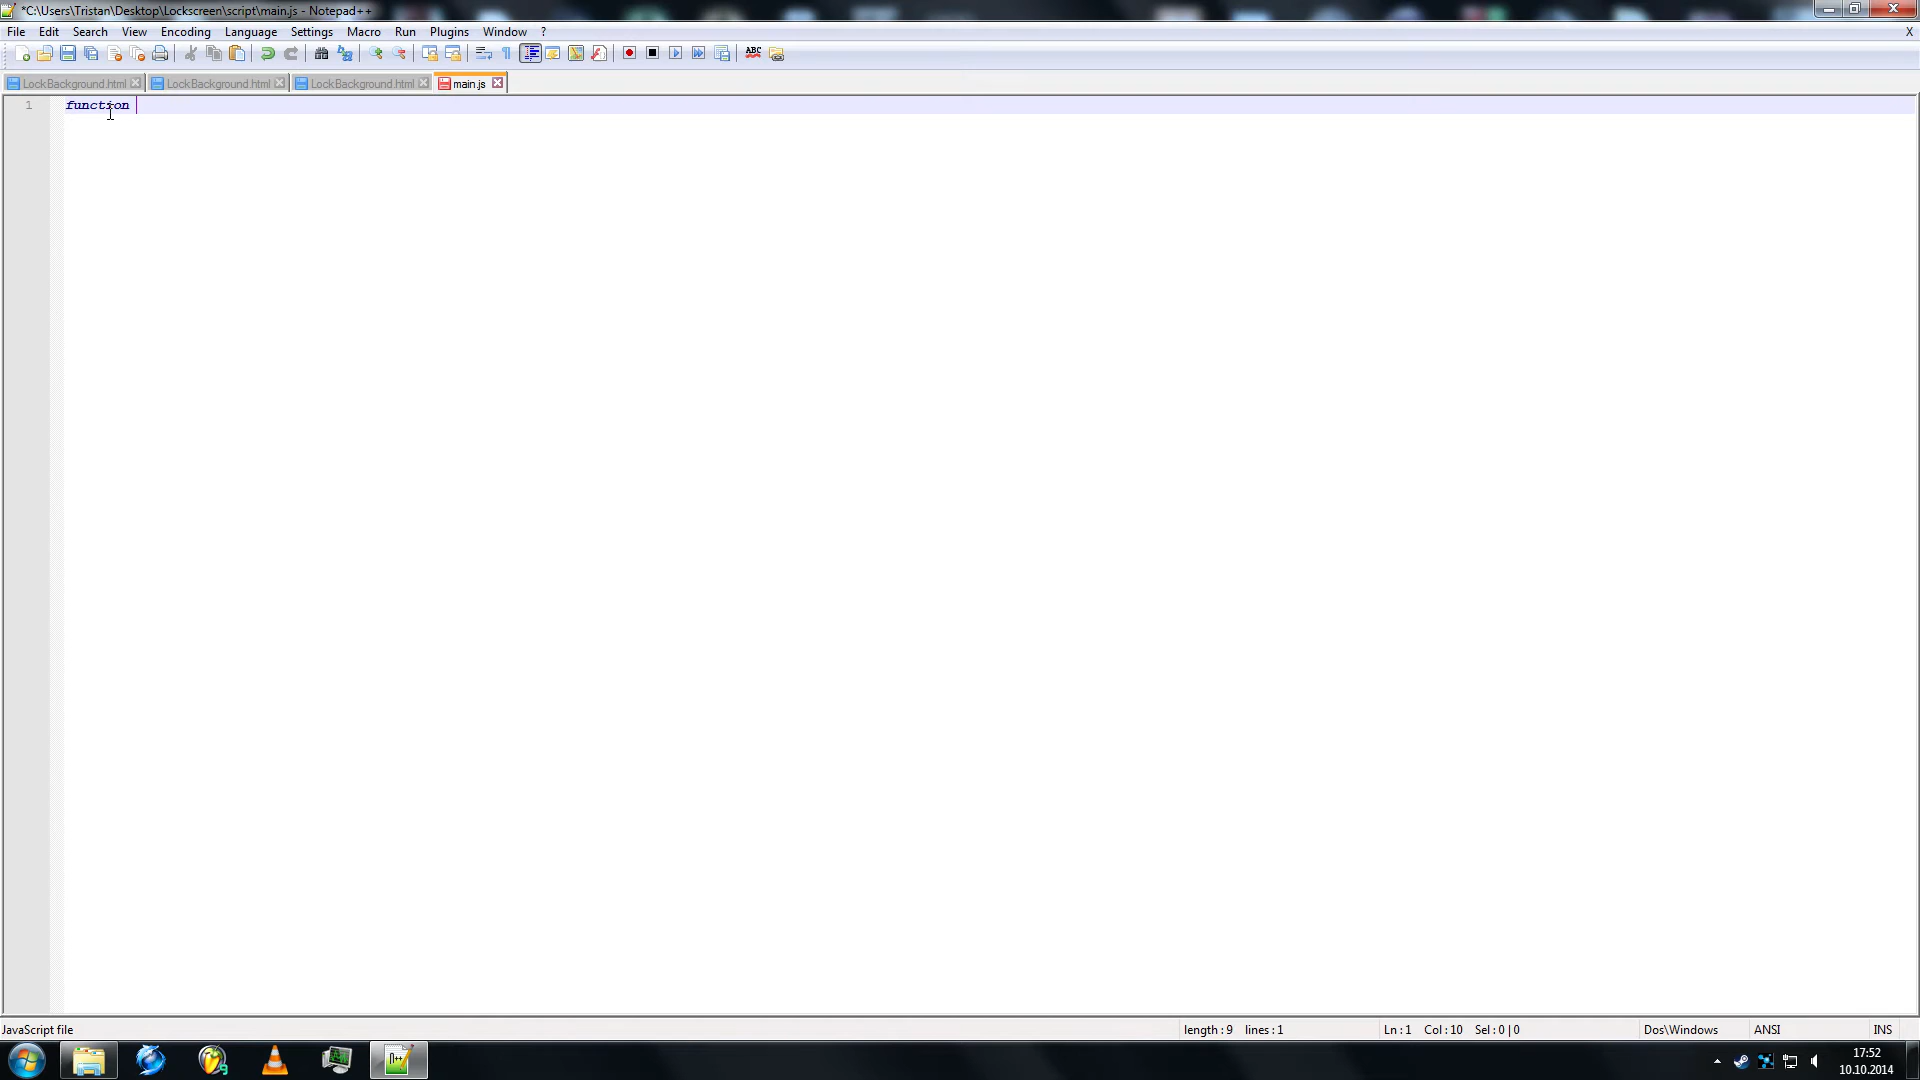 *C:\Users\Tristan\Desktop\Lockscreen\script\main.js - Notepad++
File Edit Search View Encoding Language Settings Macro Run Plugins Window ? X
ABC
LockBackground.html LockBackground.html LockBackground.html main.js
1 function
JavaScript file length : 9 lines : 1 Ln : 1 Col : 10 Sel : 0 | 0 Dos\Windows ANSI INS
17:52
10.10.2014